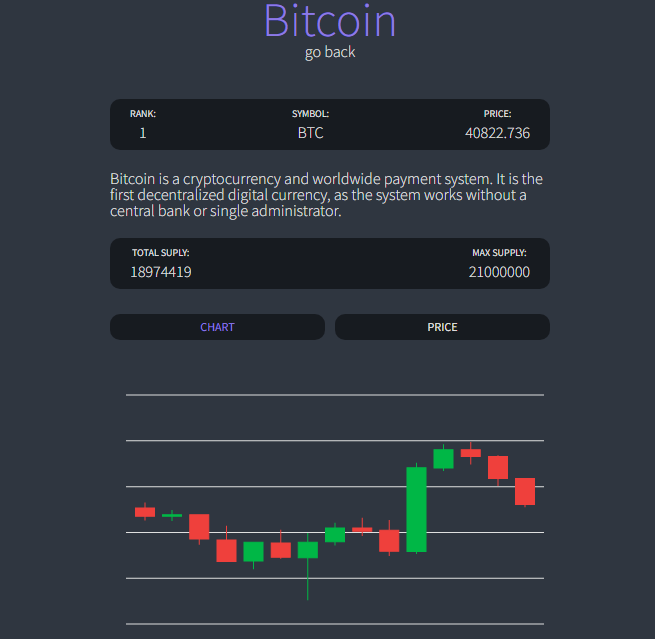 Bitcoin
go back
RANK: SYMBOL: PRICE:
1 BTC 40822.736
Bitcoin is a cryptocurrency and worldwide payment system. It is the
first decentralized digital currency, as the system works without a
central bank or single administrator.
TOTAL SUPLY: MAX SUPPLY:
18974419 21000000
CHART PRICE